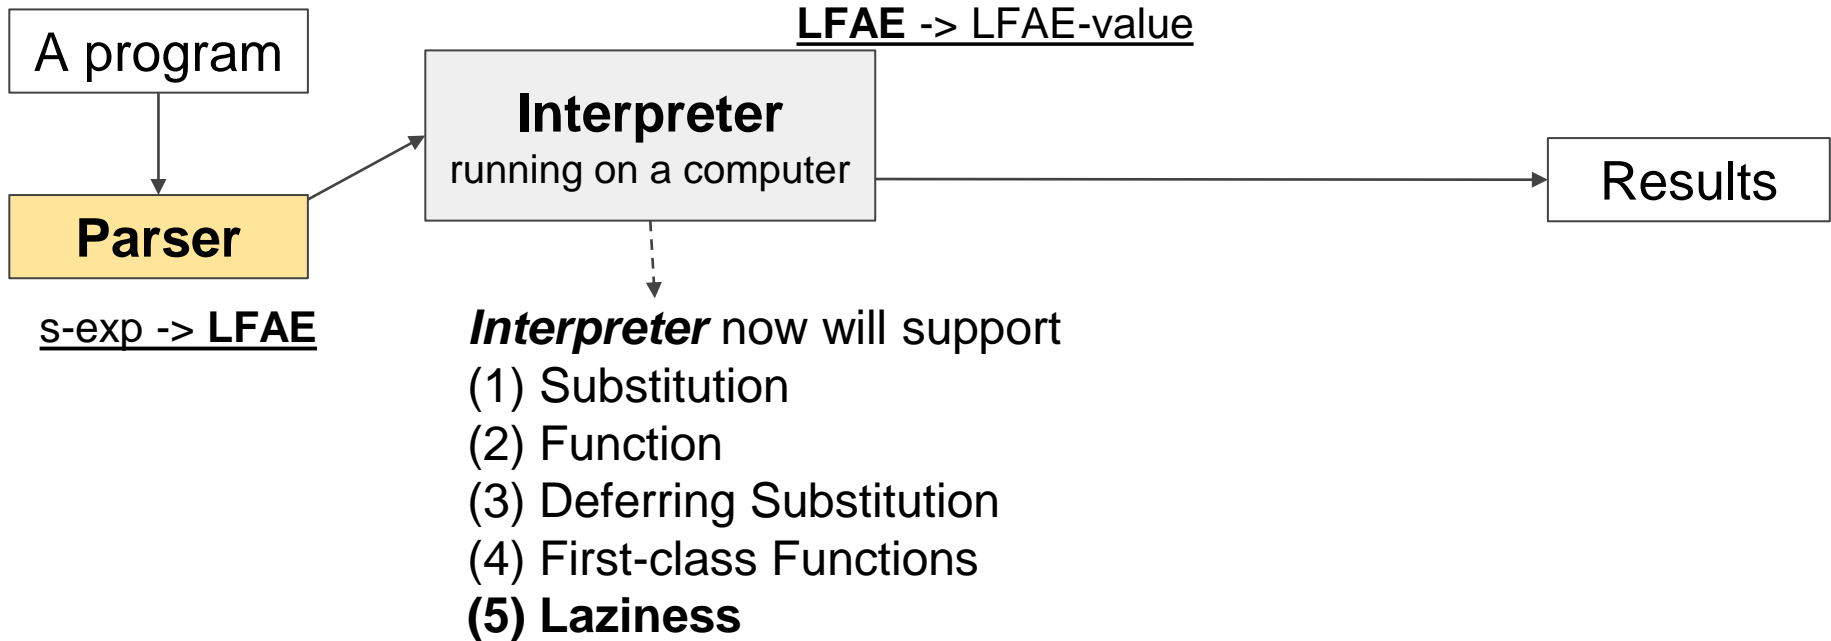 LFAE -> LFAE-value
A program
Interpreter
running on a computer
Results
Parser
s-exp -> LFAE
Interpreter now will support
(1) Substitution
(2) Function
(3) Deferring Substitution
(4) First-class Functions
(5) Laziness